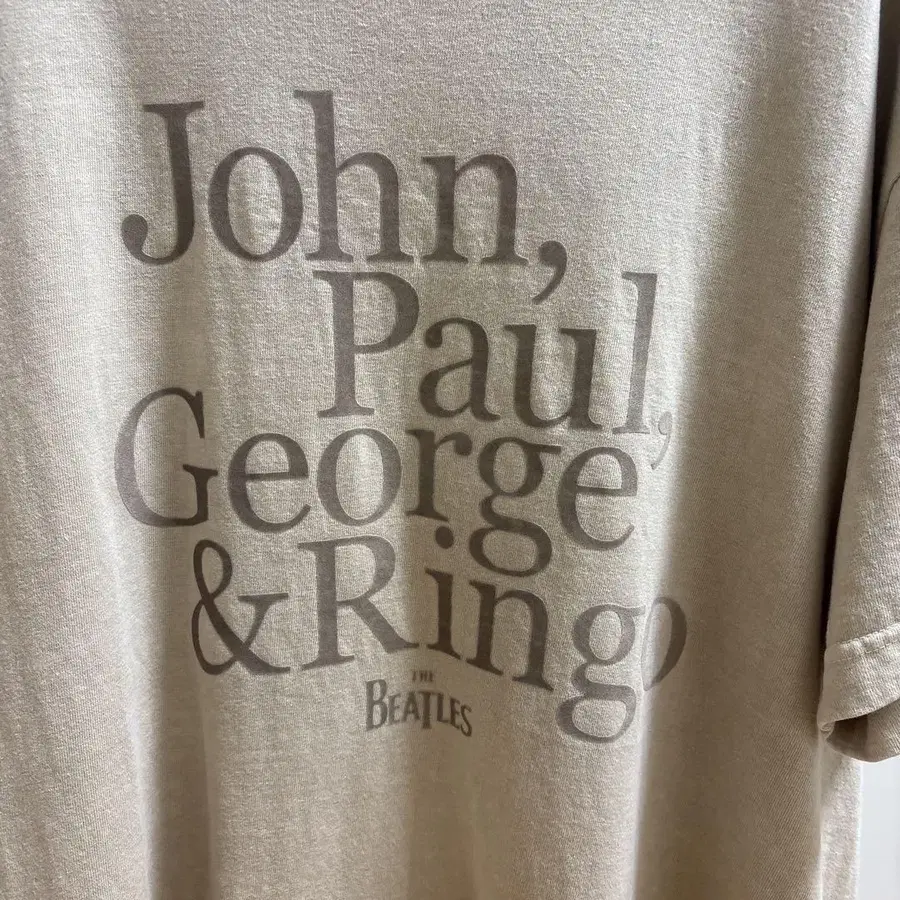 John,
Paul,
George
& Ringo
THE
BEATLES